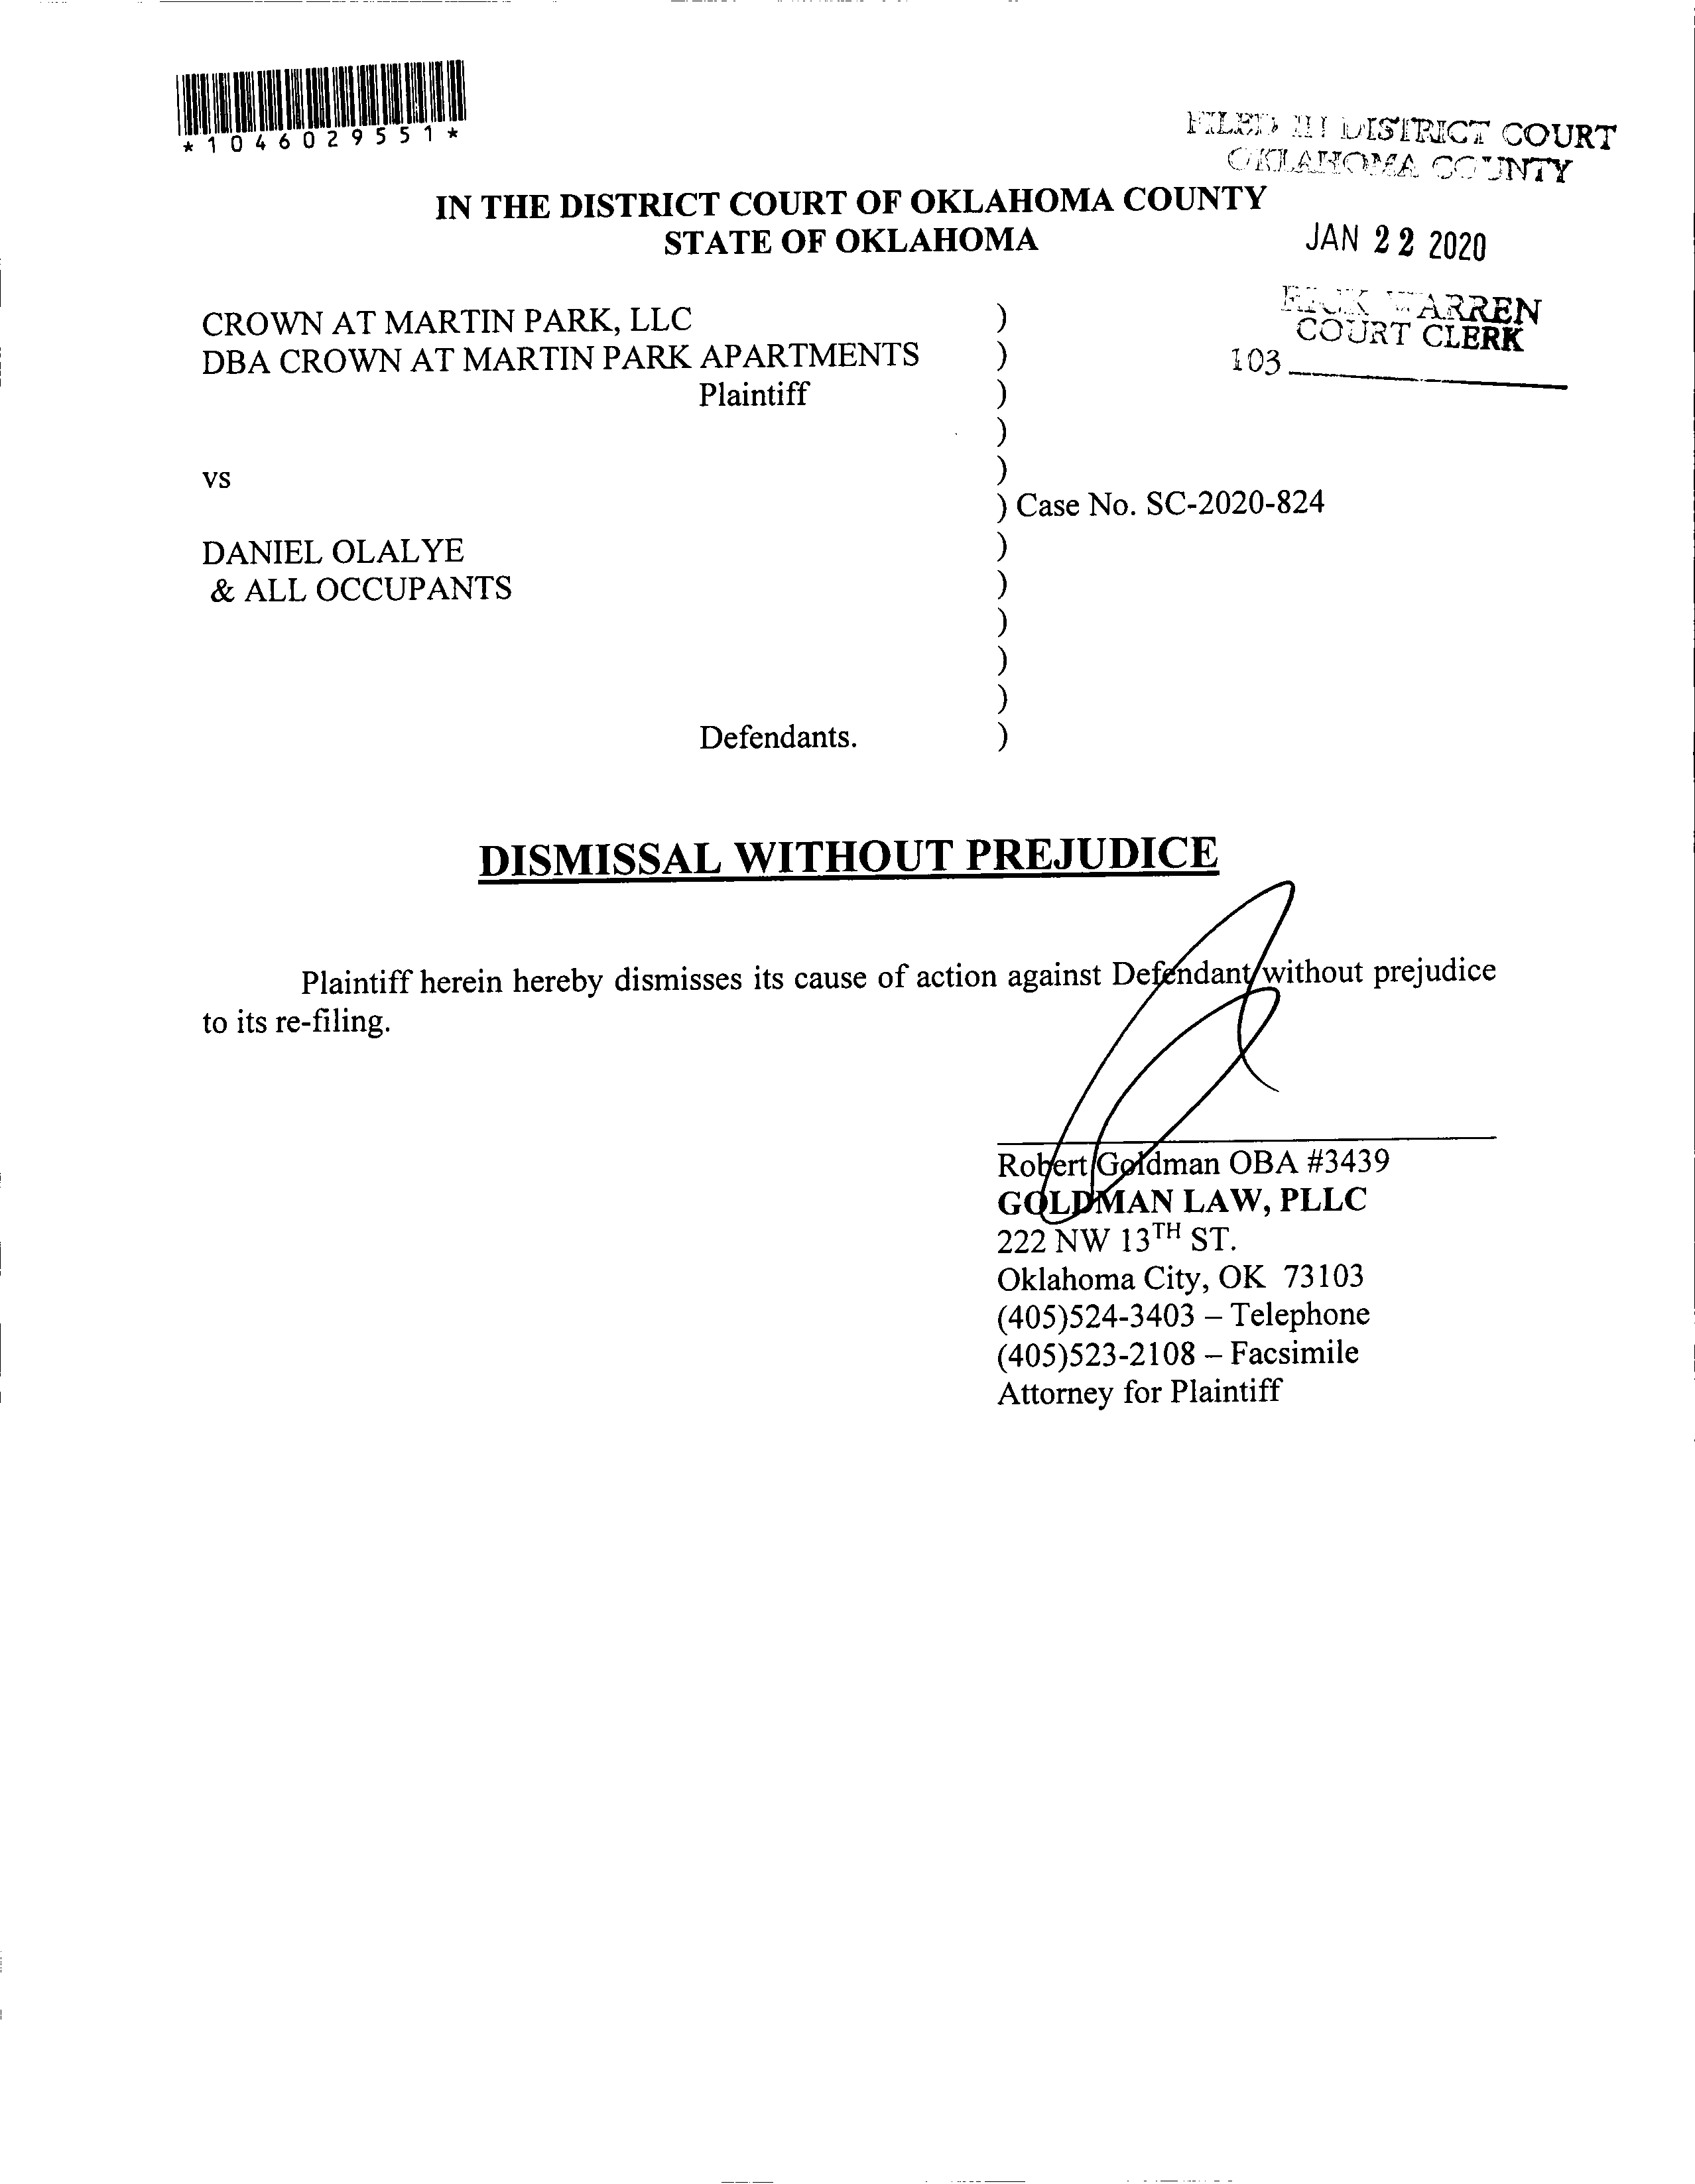 *1046029551*
FILED IN DISTRICT COURT
OKLAHOMA COUNTY
IN THE DISTRICT COURT OF OKLAHOMA COUNTY
STATE OF OKLAHOMA
JAN 22 2020
RICK WARREN
COURT CLERK
103
CROWN AT MARTIN PARK, LLC )
DBA CROWN AT MARTIN PARK APARTMENTS )
Plaintiff )
)
vs )
) Case No. SC-2020-824
DANIEL OLALYE )
& ALL OCCUPANTS )
)
)
)
Defendants. )
DISMISSAL WITHOUT PREJUDICE
Plaintiff herein hereby dismisses its cause of action against Defendant without prejudice
to its re-filing.
Robert Goldman OBA #3439
GOLDMAN LAW, PLLC
222 NW 13TH ST.
Oklahoma City, OK 73103
(405)524-3403 – Telephone
(405)523-2108 – Facsimile
Attorney for Plaintiff